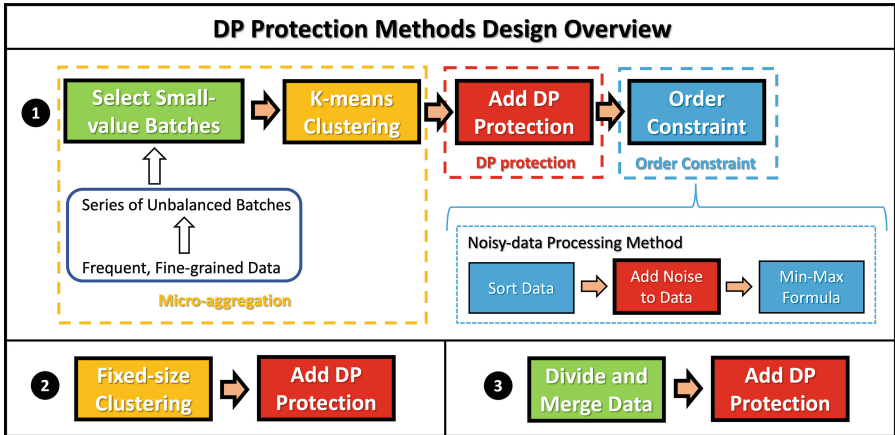 DP Protection Methods Design Overview
1
Select Small-
value Batches
K-means
Clustering
Add DP
Protection
Order
Constraint
DP protection
Order Constraint
Series of Unbalanced Batches
Frequent, Fine-grained Data
Micro-aggregation
Noisy-data Processing Method
Sort Data
Add Noise
to Data
Min-Max
Formula
2
Fixed-size
Clustering
Add DP
Protection
3
Divide and
Merge Data
Add DP
Protection